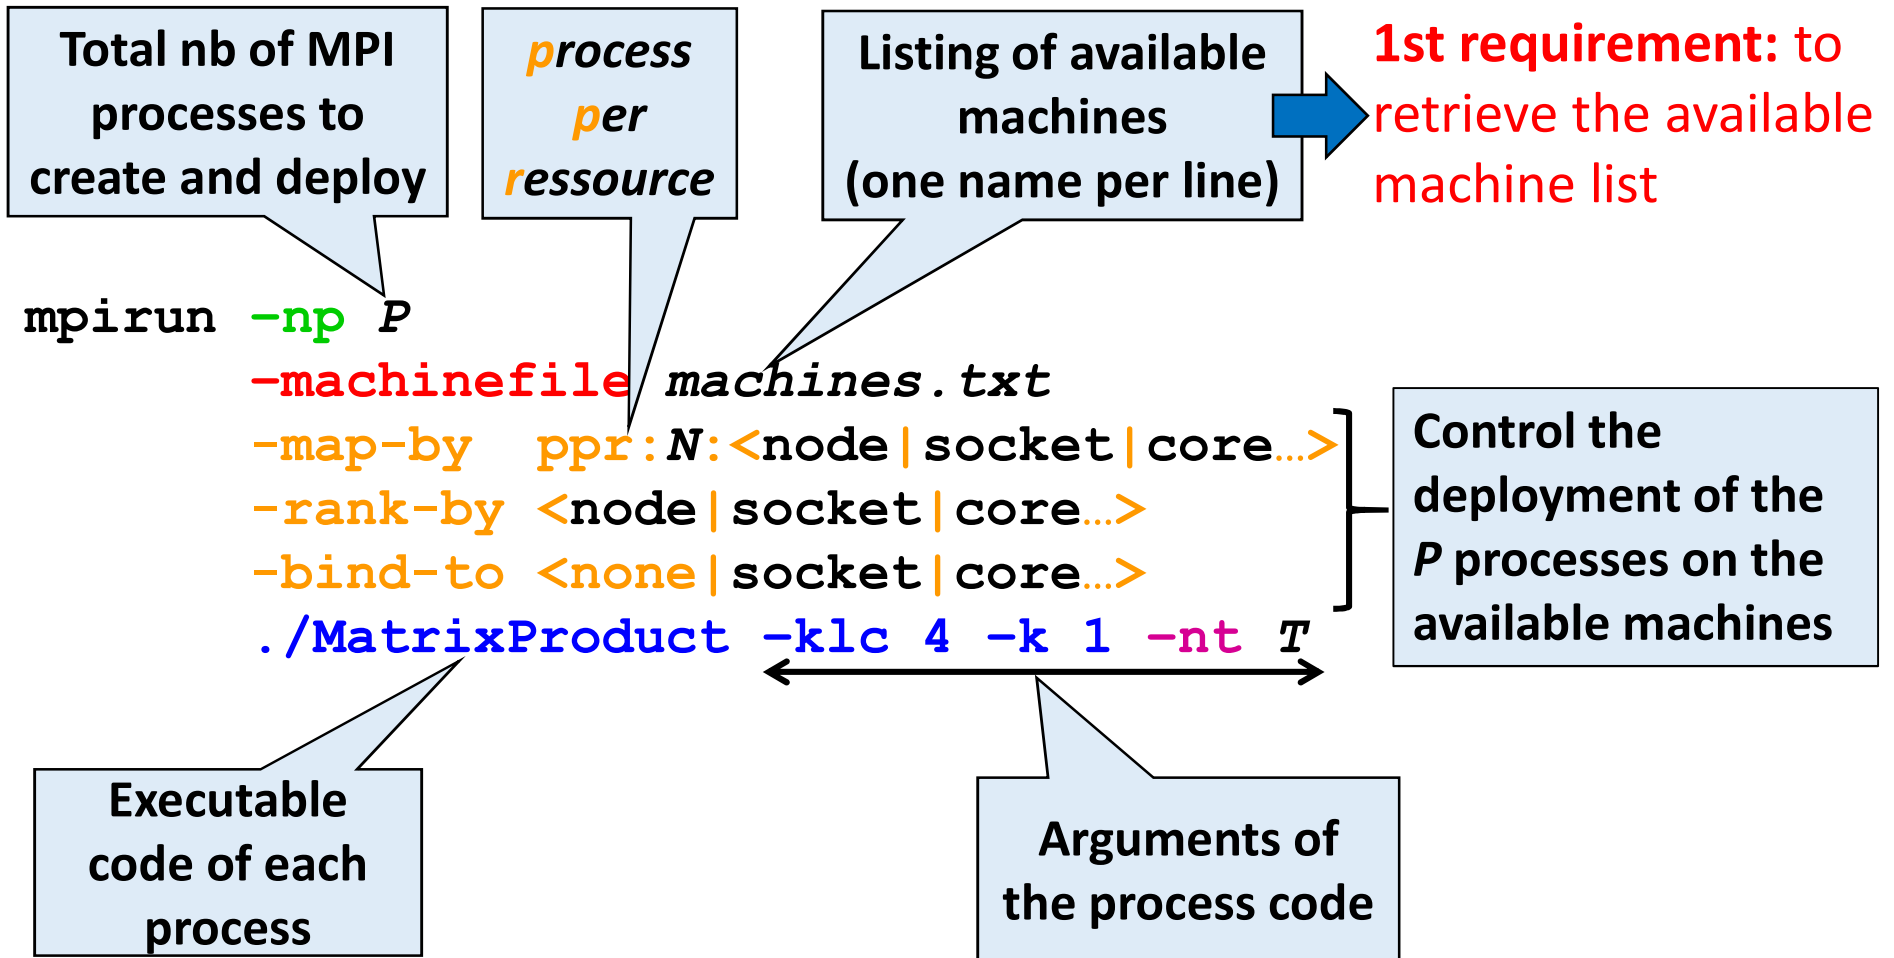 Total nb of MPI
processes to
create and deploy
process
per
ressource
Listing of available
machines
(one name per line)
1st requirement: to
retrieve the available
machine list
mpirun –np P
–machinefile machines.txt
-map-by ppr:N:<node|socket|core…>
-rank-by <node|socket|core…>
-bind-to <none|socket|core…>
./MatrixProduct –klc 4 –k 1 –nt T
Control the
deployment of the
P processes on the
available machines
Executable
code of each
process
Arguments of
the process code